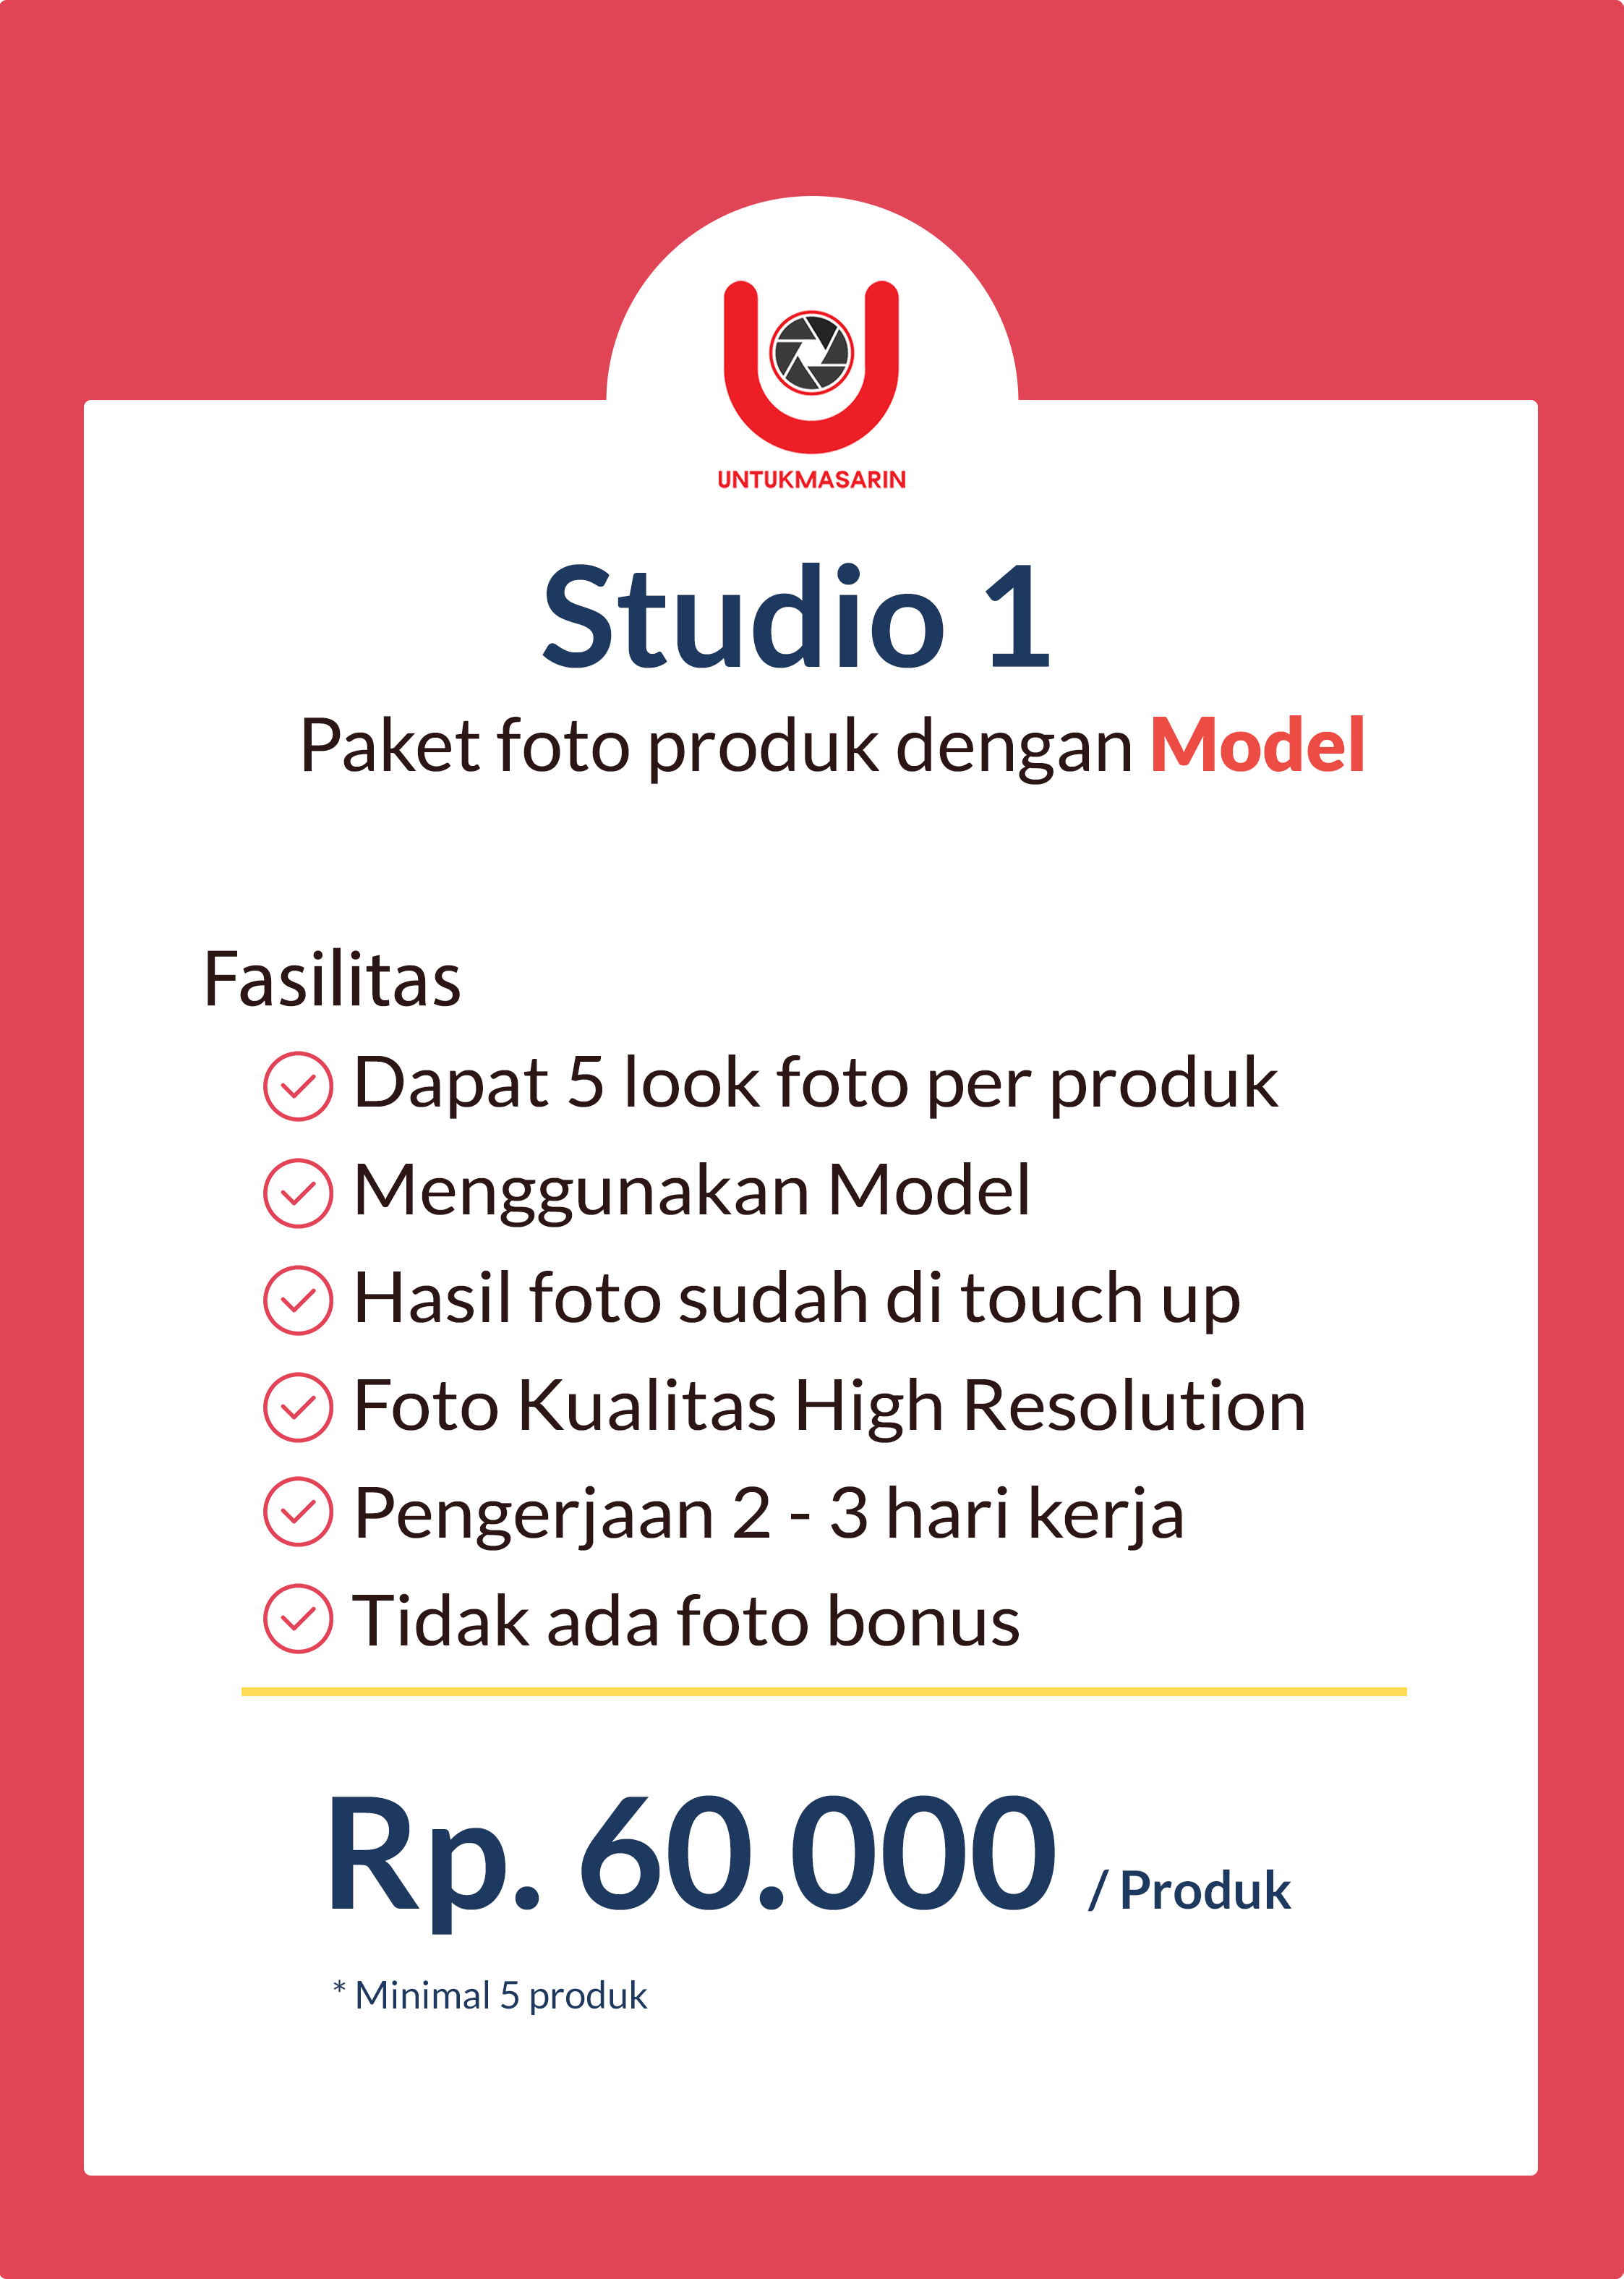 UNTUKMASARIN
Studio 1
Paket foto produk dengan Model
Fasilitas
Dapat 5 look foto per produk
Menggunakan Model
Hasil foto sudah di touch up
Foto Kualitas High Resolution
Pengerjaan 2 - 3 hari kerja
Tidak ada foto bonus
Rp. 60.000 / Produk
* Minimal 5 produk